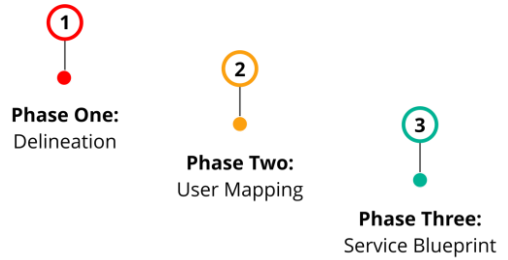 1
Phase One:
Delineation
2
Phase Two:
User Mapping
3
Phase Three:
Service Blueprint